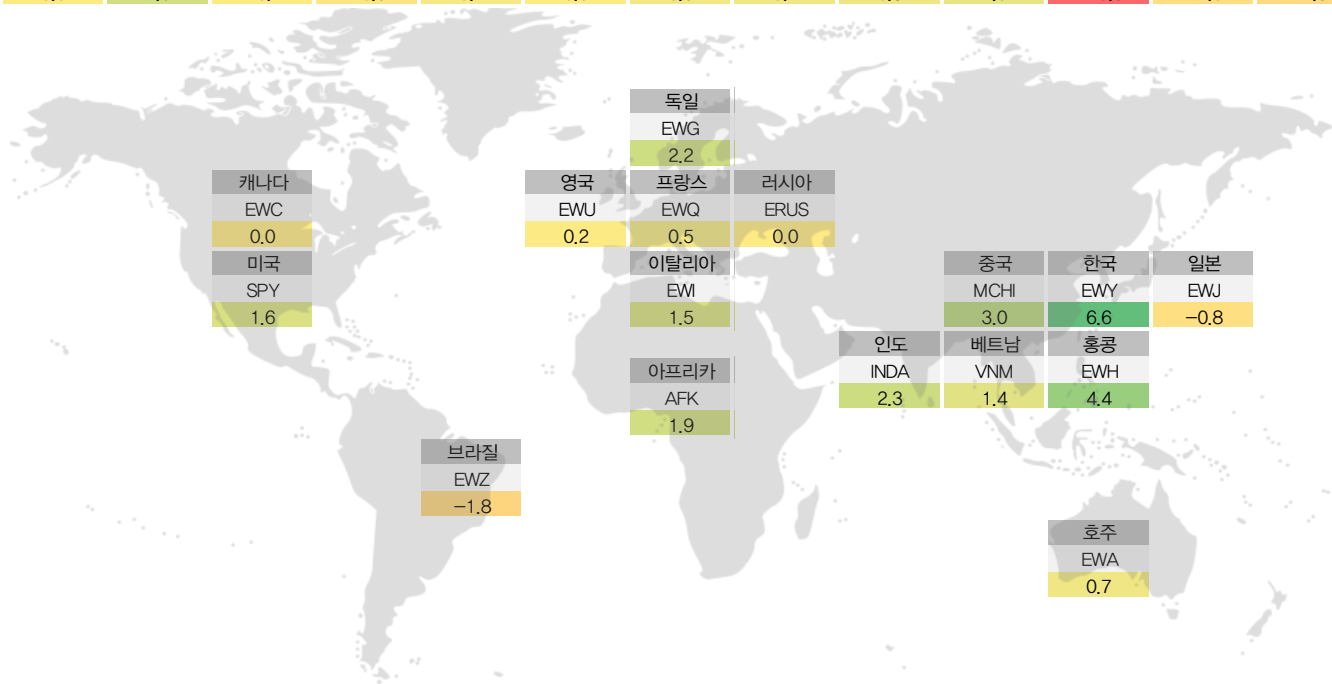 독일
EWG
2.2
캐나다
EWC
0.0
영국
EWU
0.2
프랑스
EWQ
0.5
러시아
ERUS
0.0
미국
SPY
1.6
이탈리아
EWI
1.5
중국
MCHI
3.0
한국
EWY
6.6
일본
EWJ
-0.8
인도
INDA
2.3
베트남
VNM
1.4
홍콩
EWH
4.4
아프리카
AFK
1.9
브라질
EWZ
-1.8
호주
EWA
0.7